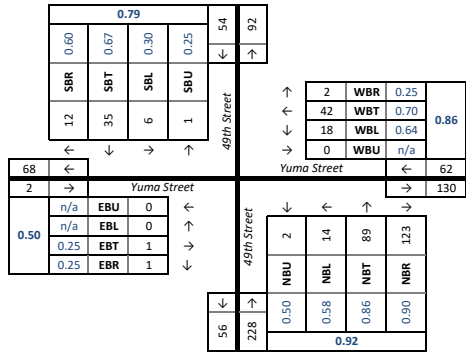 0.79
0.60 0.67 0.30 0.25
SBR SBT SBL SBU
12 35 6 1
← ↓ → ↑
54 92
↓ ↑
49th Street
↑ 2 WBR 0.25
← 42 WBT 0.70
↓ 18 WBL 0.64
→ 0 WBU n/a
0.86
68 ←
Yuma Street
← 62
2 →
Yuma Street
→ 130
0.50
n/a EBU 0 ←
n/a EBL 0 ↑
0.25 EBT 1 →
0.25 EBR 1 ↓
49th Street
↓ ← ↑ →
2 14 89 123
NBU NBL NBT NBR
0.50 0.58 0.86 0.90
0.92
↓ ↑
56 228